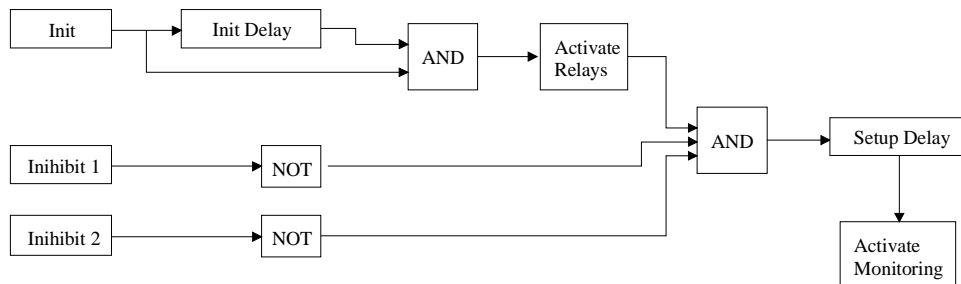 Init
Init Delay
AND
Activate
Relays
Inihibit 1
NOT
AND
Setup Delay
Inihibit 2
NOT
Activate
Monitoring